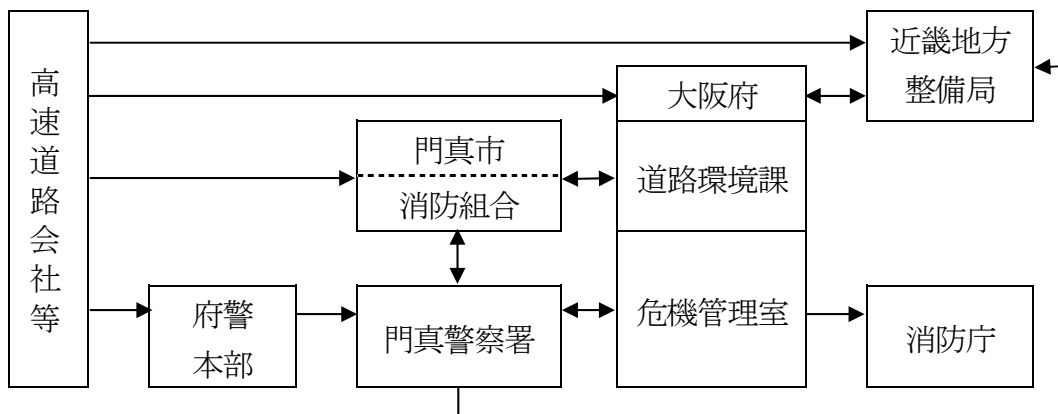 高速道路会社等
近畿地方
整備局
大阪府
門真市
消防組合
道路環境課
府警
本部
門真警察署
危機管理室
消防庁